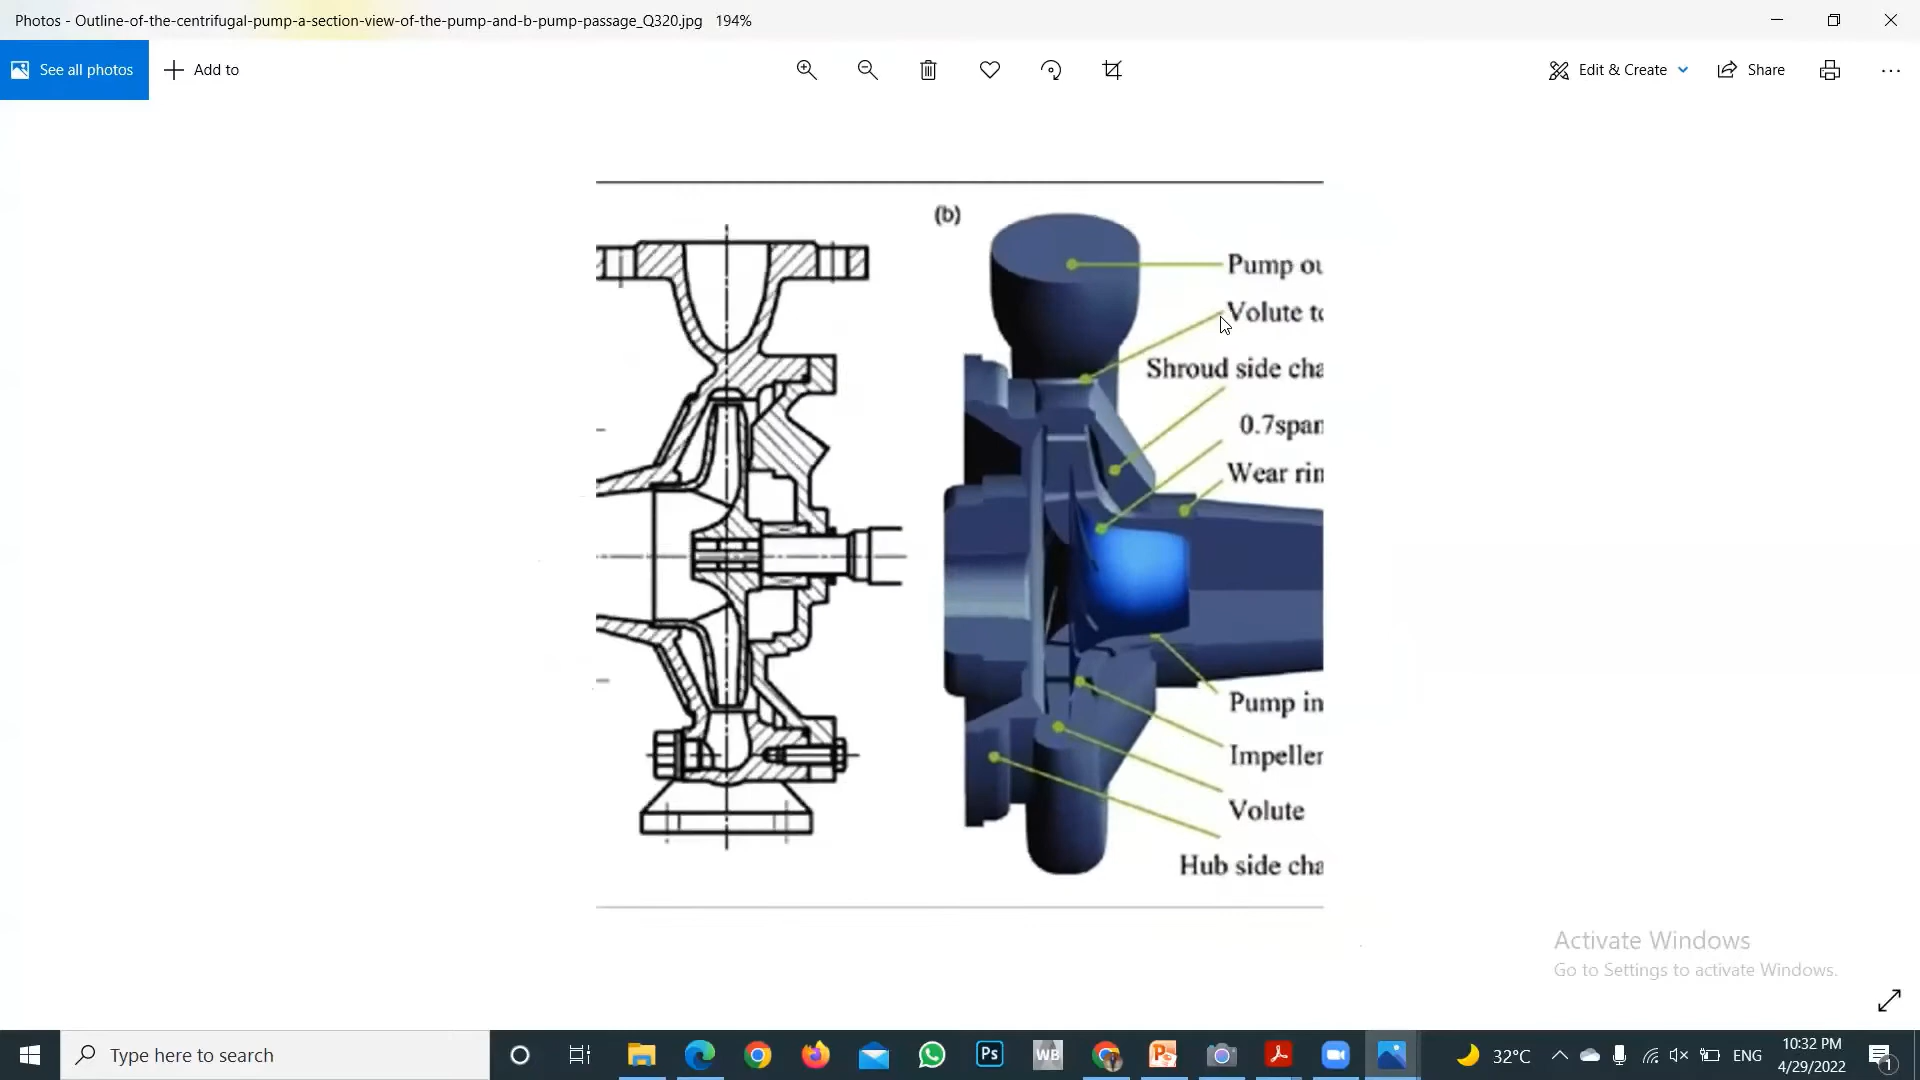 Photos - Outline-of-the-centrifugal-pump-a-section-view-of-the-pump-and-b-pump-passage_Q320.jpg 194%
See all photos
Add to
Edit & Create
Share
(b)
Pump ou
Volute to
Shroud side cha
0.7span
Wear rin
Pump in
Impeller
Volute
Hub side cha
Activate Windows
Go to Settings to activate Windows.
Type here to search
Ps
WB
32°C
ENG
10:32 PM
4/29/2022
1